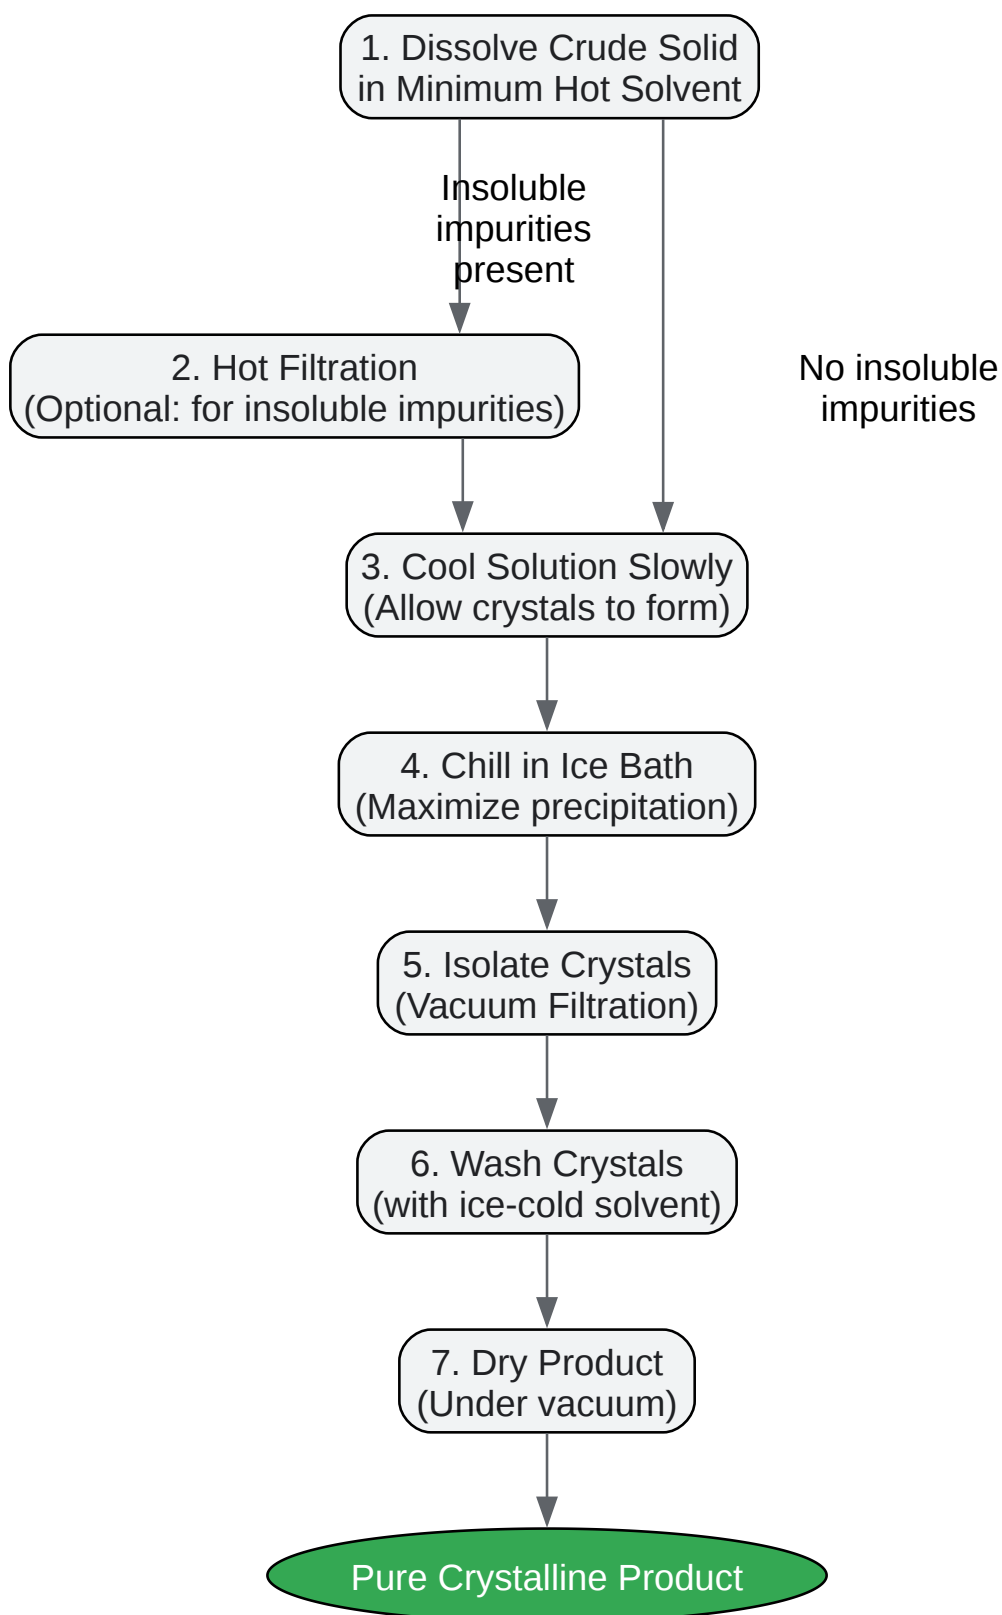 1. Dissolve Crude Solid
in Minimum Hot Solvent
Insoluble
impurities
present
2. Hot Filtration
(Optional: for insoluble impurities)
No insoluble
impurities
3. Cool Solution Slowly
(Allow crystals to form)
4. Chill in Ice Bath
(Maximize precipitation)
5. Isolate Crystals
(Vacuum Filtration)
6. Wash Crystals
(with ice-cold solvent)
7. Dry Product
(Under vacuum)
Pure Crystalline Product